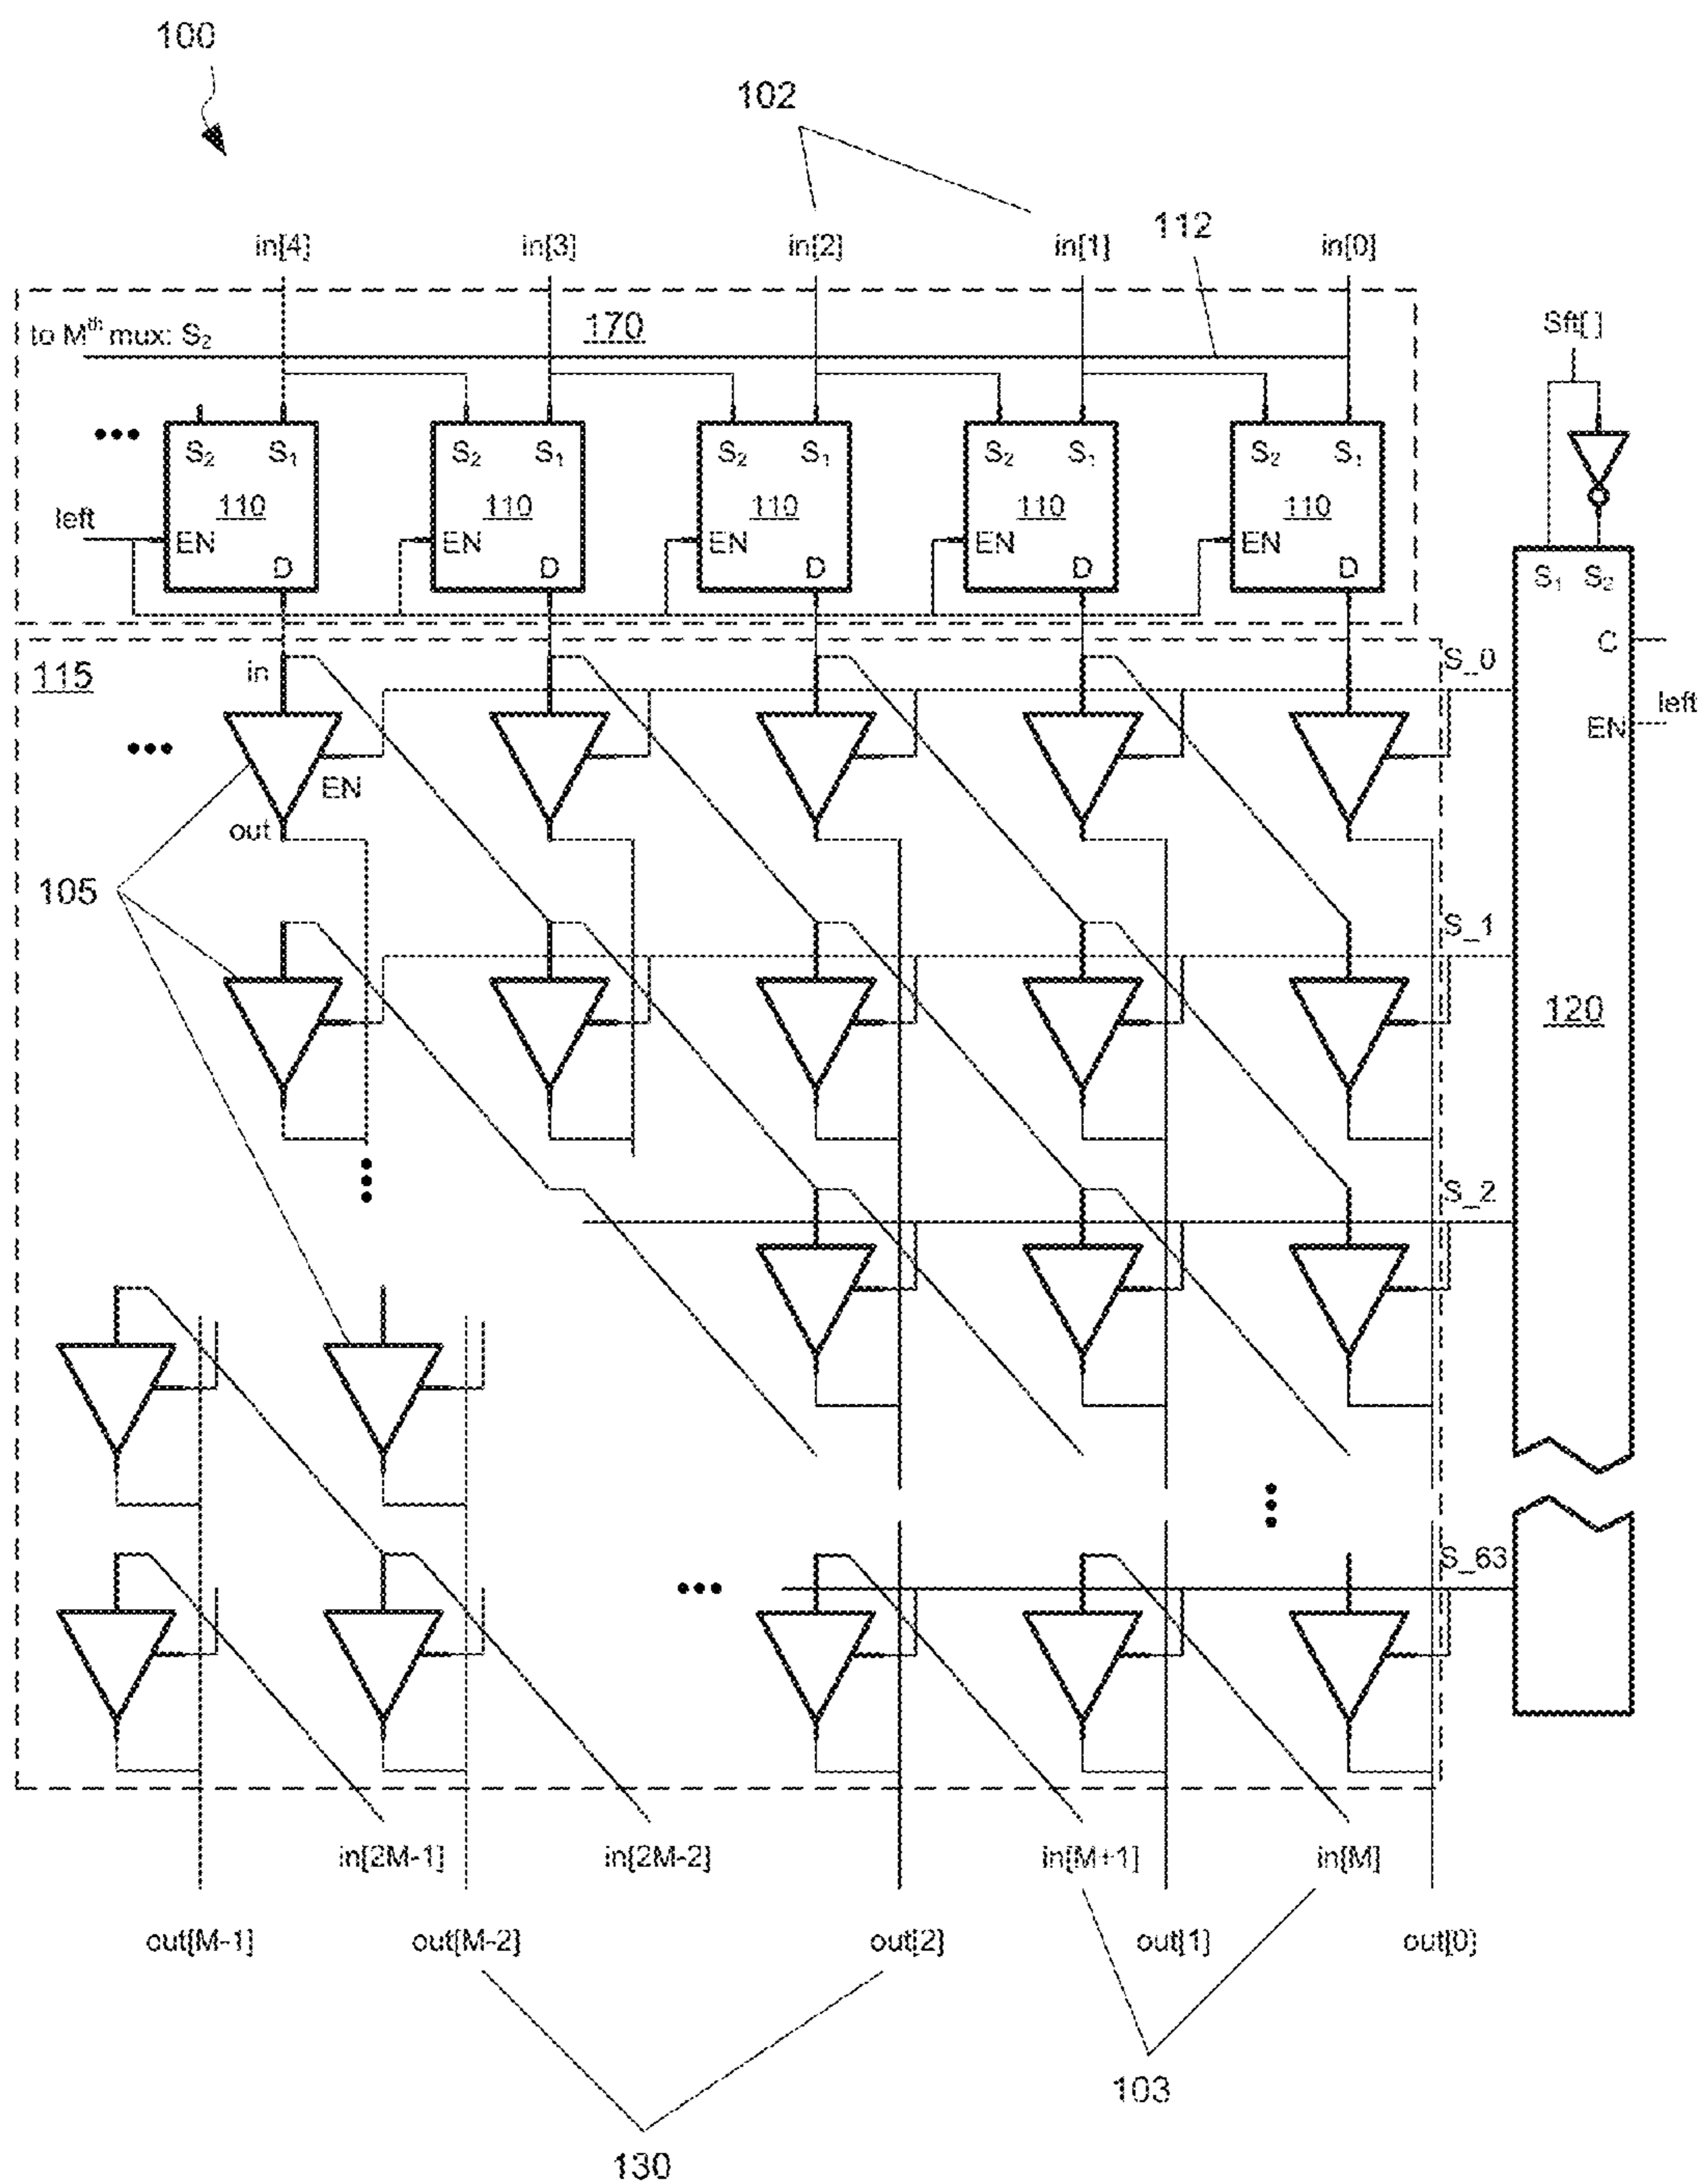 100
102
112
in[4] in[3] in[2] in[1] in[0]
to Mth mux: S2 170
Sft[]
S2 S1 S2 S1 S2 S1 S2 S1 S2 S1
110 110 110 110 110
left
EN EN EN EN EN
D D D D D
S1 S2
C
left
EN
115
in
S_0
EN
out
105
S_1
120
S_2
S_63
in[2M-1] in[2M-2] in[M+1] in[M]
out[M-1] out[M-2] out[2] out[1] out[0]
103
130